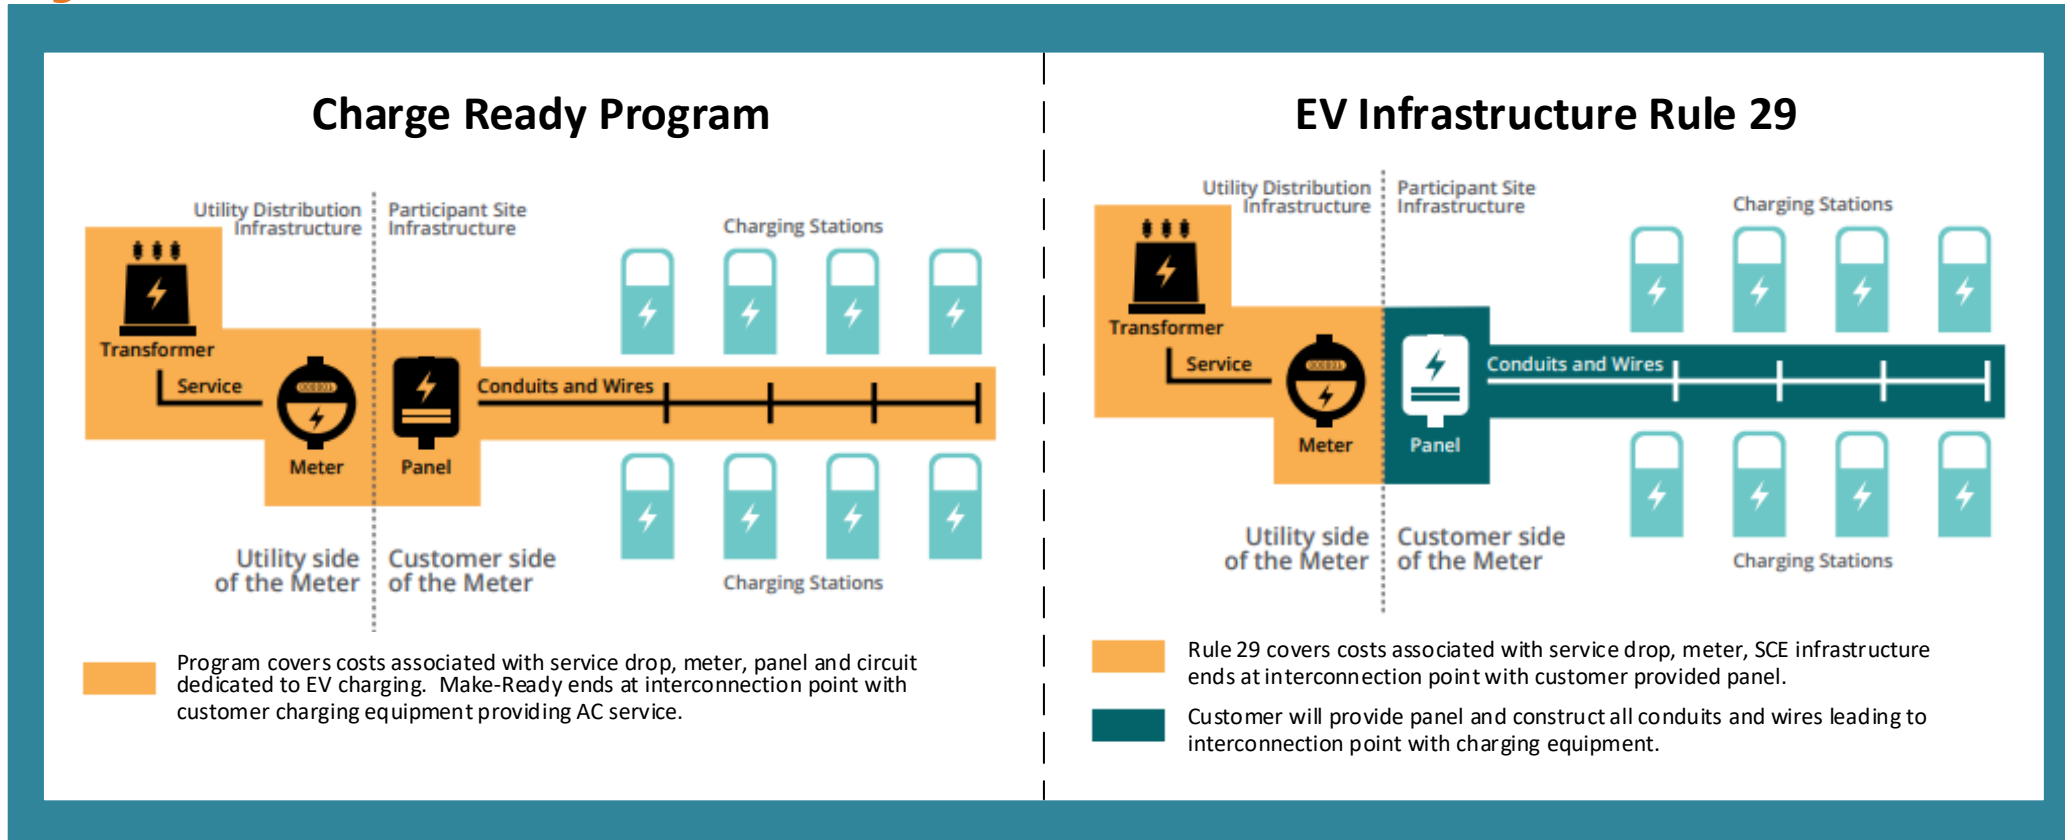 Charge Ready Program
Utility Distribution
Infrastructure
Participant Site
Infrastructure
Charging Stations
Transformer
Service
Conduits and Wires
Meter
Panel
Utility side
of the Meter
Customer side
of the Meter
Charging Stations
Program covers costs associated with service drop, meter, panel and circuit
dedicated to EV charging. Make-Ready ends at interconnection point with
customer charging equipment providing AC service.
EV Infrastructure Rule 29
Utility Distribution
Infrastructure
Participant Site
Infrastructure
Charging Stations
Transformer
Service
Conduits and Wires
Meter
Panel
Utility side
of the Meter
Customer side
of the Meter
Charging Stations
Rule 29 covers costs associated with service drop, meter, SCE infrastructure
ends at interconnection point with customer provided panel.
Customer will provide panel and construct all conduits and wires leading to
interconnection point with charging equipment.